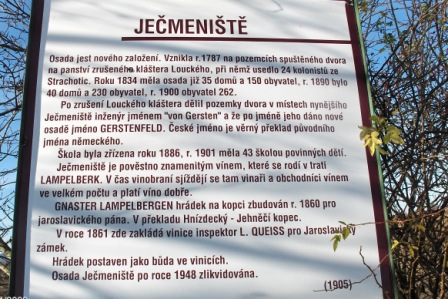 JEČMENIŠTĚ
Osada jest nového založení. Vznikla r.1787 na pozemcích spuštěného dvora
na panství zrušeného kláštera Louckého, při němž usedlo 24 kolonistů ze
Strachotic. Roku 1834 měla osada již 35 domů a 150 obyvatel, r. 1890 bylo
40 domů a 230 obyvatel, r. 1900 obyvatel 262.
Po zrušení Louckého kláštera dělil pozemky dvora v místech nynějšího
Ječmeniště inženýr jménem "von Gersten" a že po jméně jeho dáno nové
osadě jméno GERSTENFELD. České jméno je věrný překlad původního
jména německého.
Škola byla zřízena roku 1886, r. 1901 měla 43 školou povinných dětí.
Ječmeniště je pověstno znamenitým vínem, které se rodí v trati
LAMPELBERK. V čas vinobraní sjíždějí se tam vinaři a obchodníci vínem
ve velkém počtu a platí víno dobře.
GNASTER LAMPELBERGEN hrádek na kopci zbudován r. 1860 pro
jaroslavického pána. V překladu Hnízdecký - Jehněčí kopec.
V roce 1861 zde zakládá vinice inspektor L. QUEISS pro Jaroslavický
zámek.
Hrádek postaven jako búda ve vinicích.
Osada Ječmeniště po roce 1948 zlikvidována.
(1905)